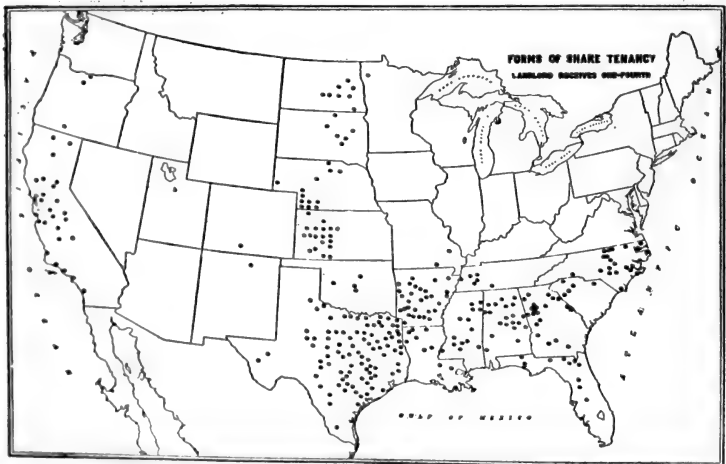 FORMS OF SHARE TENANCY
LANDLORD RECEIVES ONE-FOURTH
GULF OF MEXICO